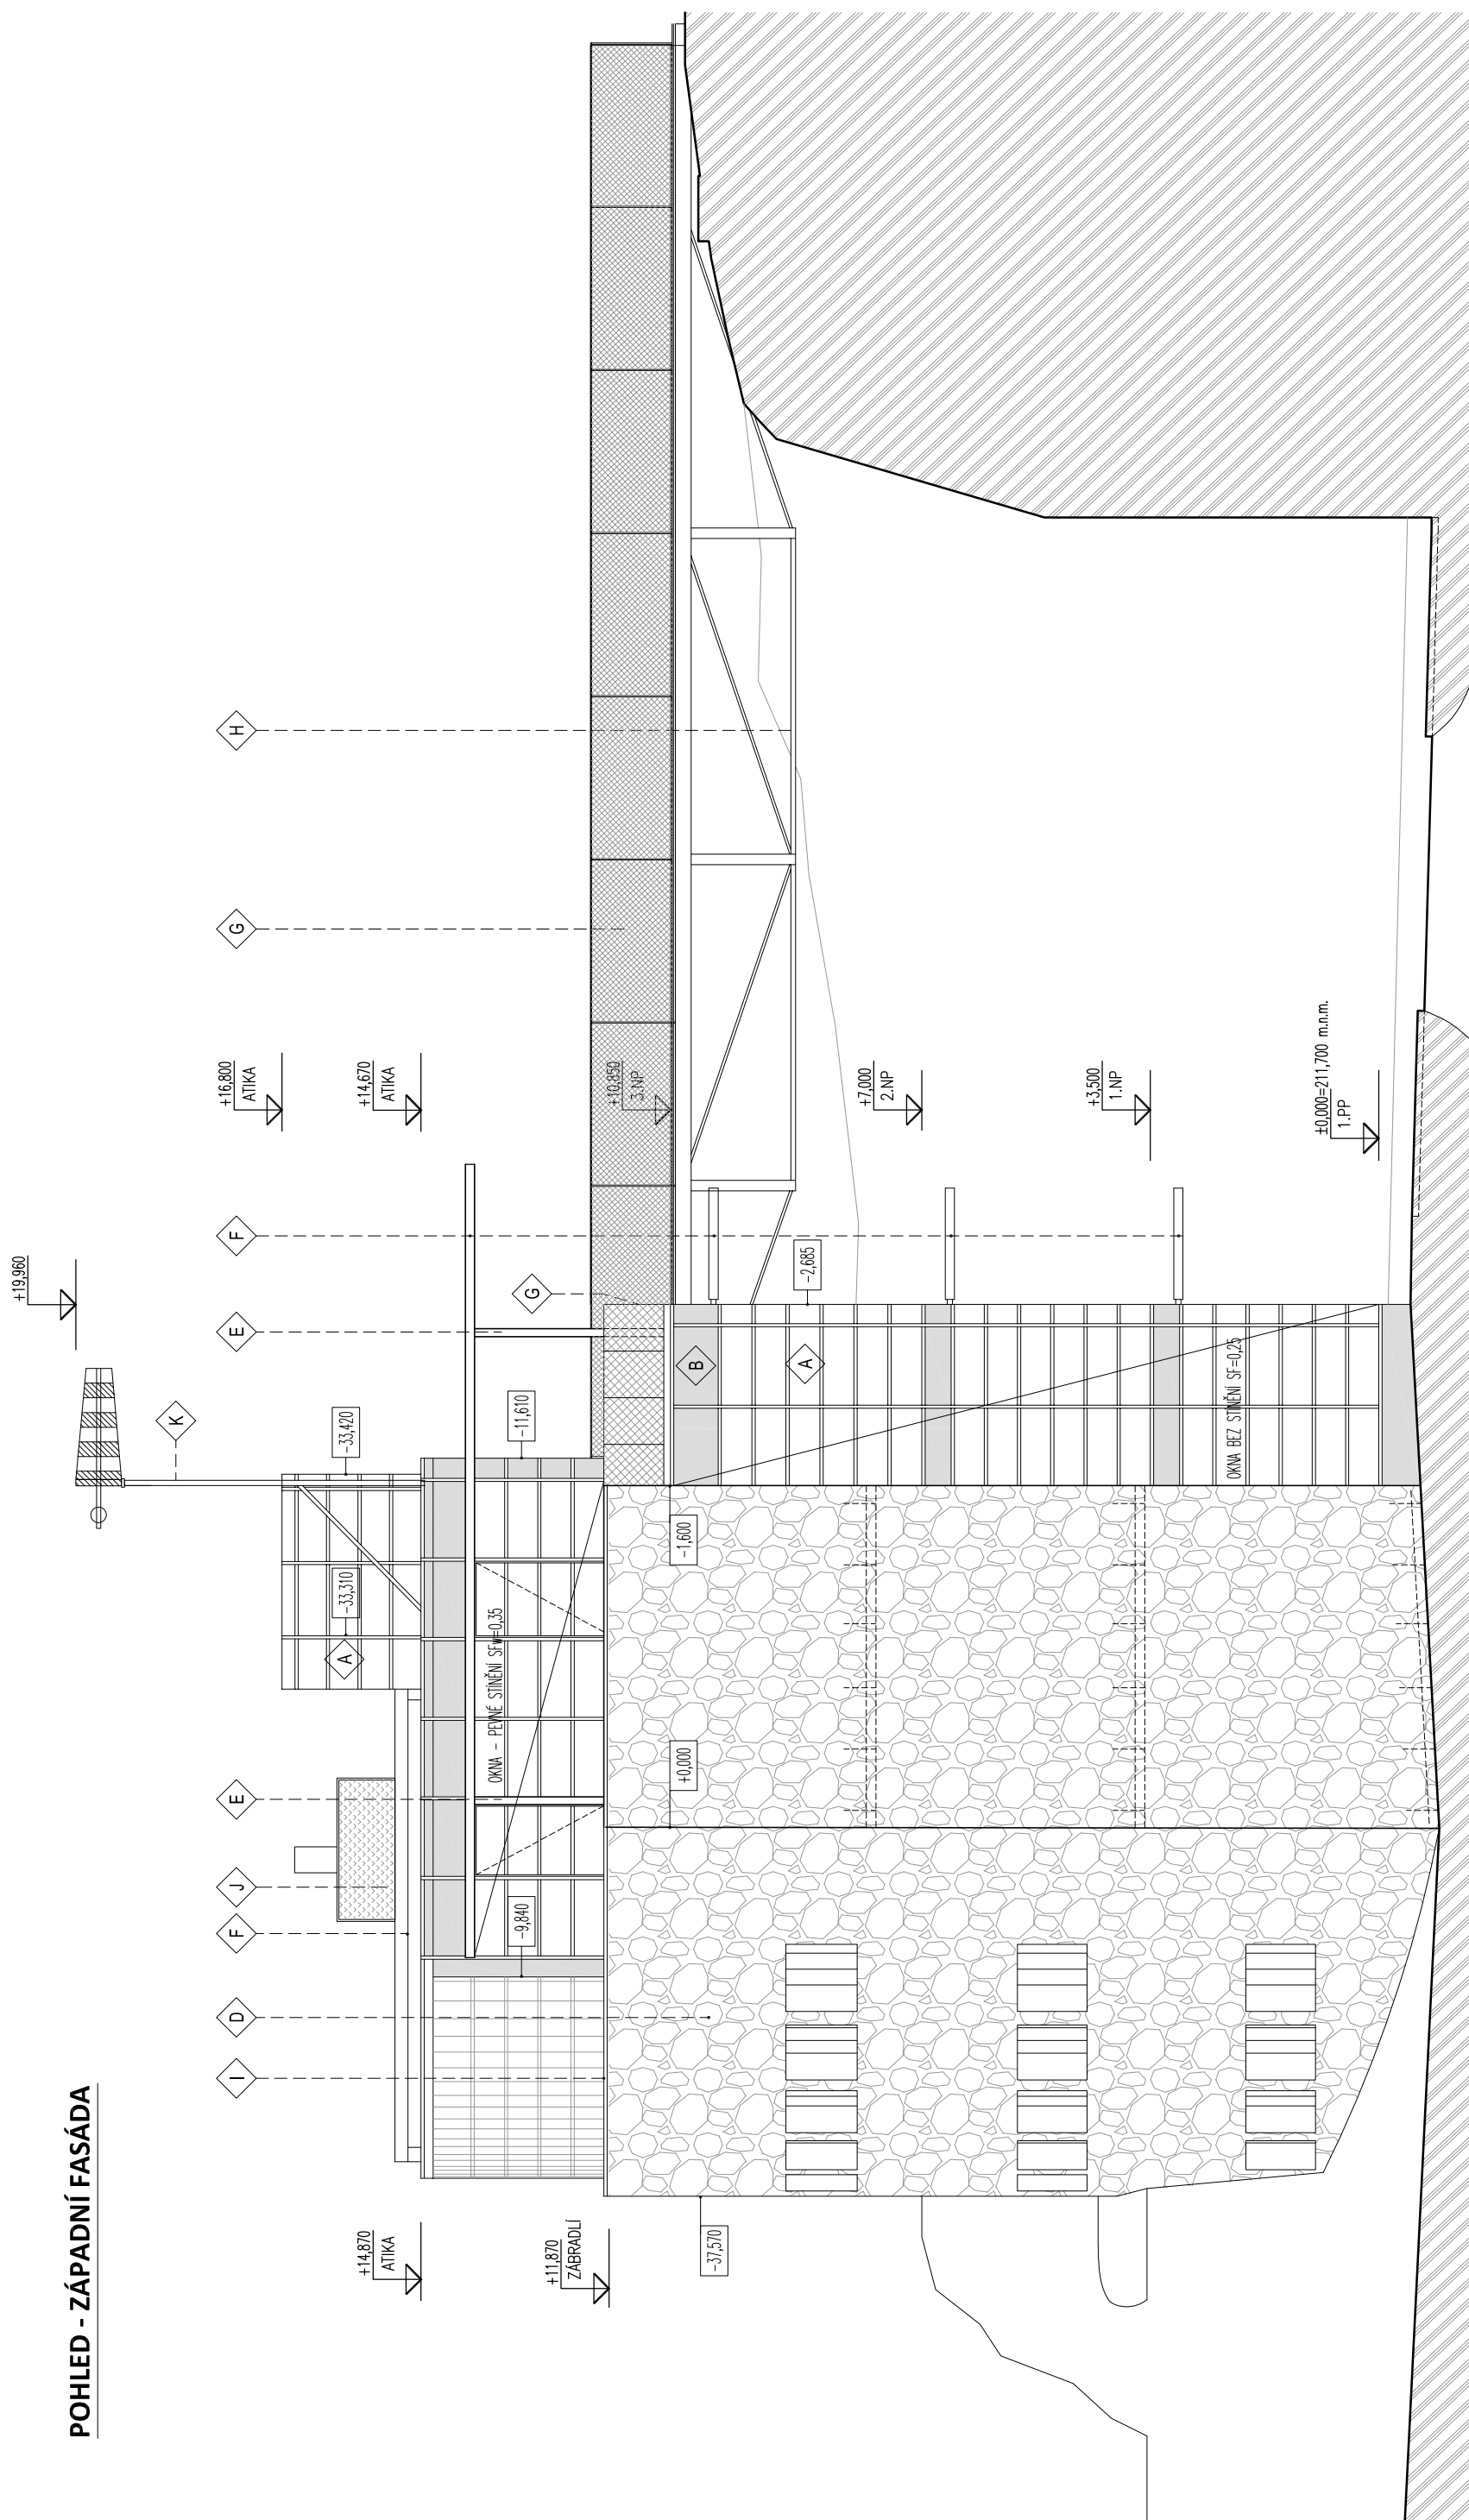 POHLED - ZÁPADNÍ FASÁDA
+19,960
K
I
D
F
J
E
E
F
G
H
+16,800
ATIKA
+14,670
ATIKA
+14,870
ATIKA
+11,870
ZÁBRADLÍ
+10,850
3.NP
+7,000
2.NP
+3,500
1.NP
±0,000=211,700 m.n.m.
1.PP
A
-33,310
-33,420
OKNA - PEVNÉ STÍNĚNÍ SFw=0,35
-9,840
-11,610
G
-37,570
+0,000
-1,600
B
A
-2,685
OKNA BEZ STÍNĚNÍ SF=0,25